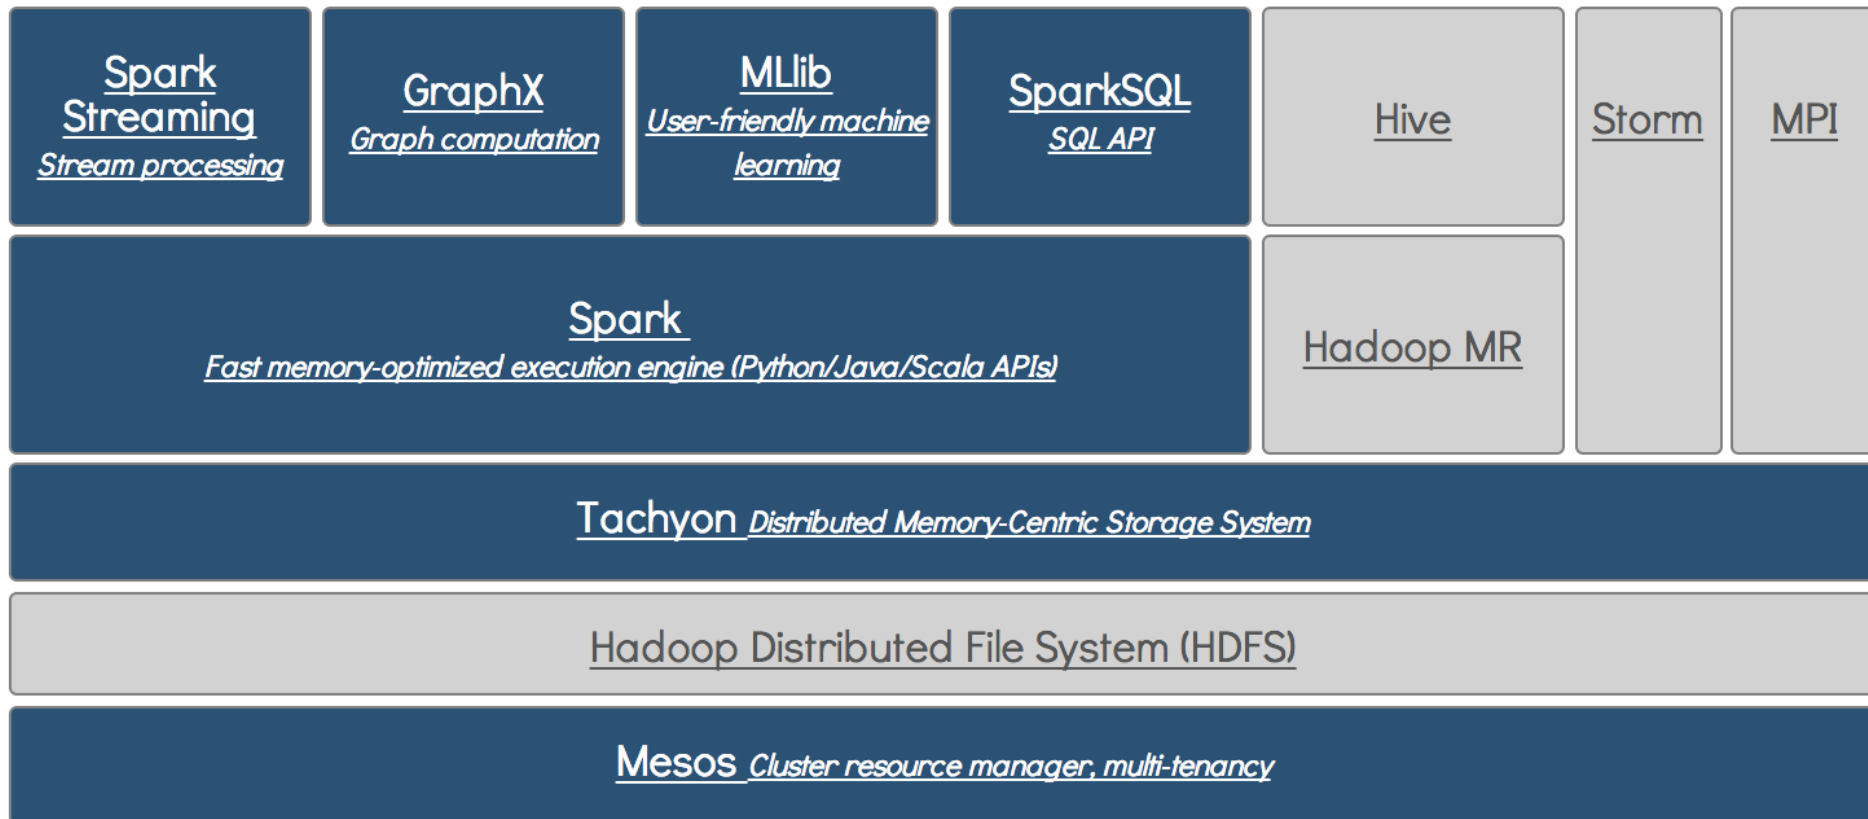 Spark
Streaming
Stream processing
GraphX
Graph computation
MLlib
User-friendly machine
learning
SparkSQL
SQL API
Hive
Storm
MPI
Spark
Fast memory-optimized execution engine (Python/Java/Scala APIs)
Hadoop MR
Tachyon Distributed Memory-Centric Storage System
Hadoop Distributed File System (HDFS)
Mesos Cluster resource manager, multi-tenancy